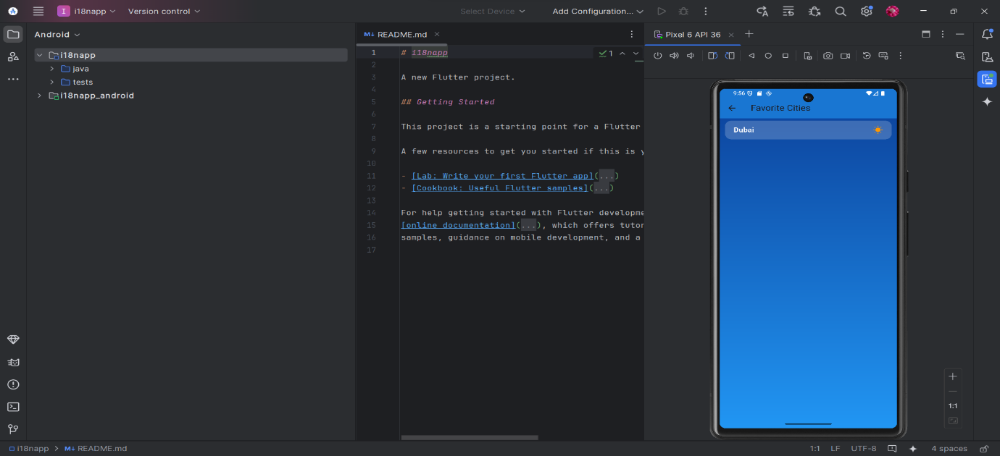 I i18napp Version control Select Device Add Configuration...
Android
i18napp
java
tests
i18napp_android
M↓ README.md
1 # i18napp
2
3 A new Flutter project.
4
5 ## Getting Started
6
7 This project is a starting point for a Flutter
8
9 A few resources to get you started if this is y
10
11 - [Lab: Write your first Flutter app](...)
12 - [Cookbook: Useful Flutter samples](...)
13
14 For help getting started with Flutter developme
15 [online documentation](...), which offers tutor
16 samples, guidance on mobile development, and a
17
1
Pixel 6 API 36
9:56
Favorite Cities
Dubai
1:1
i18napp > M↓ README.md
1:1 LF UTF-8 4 spaces